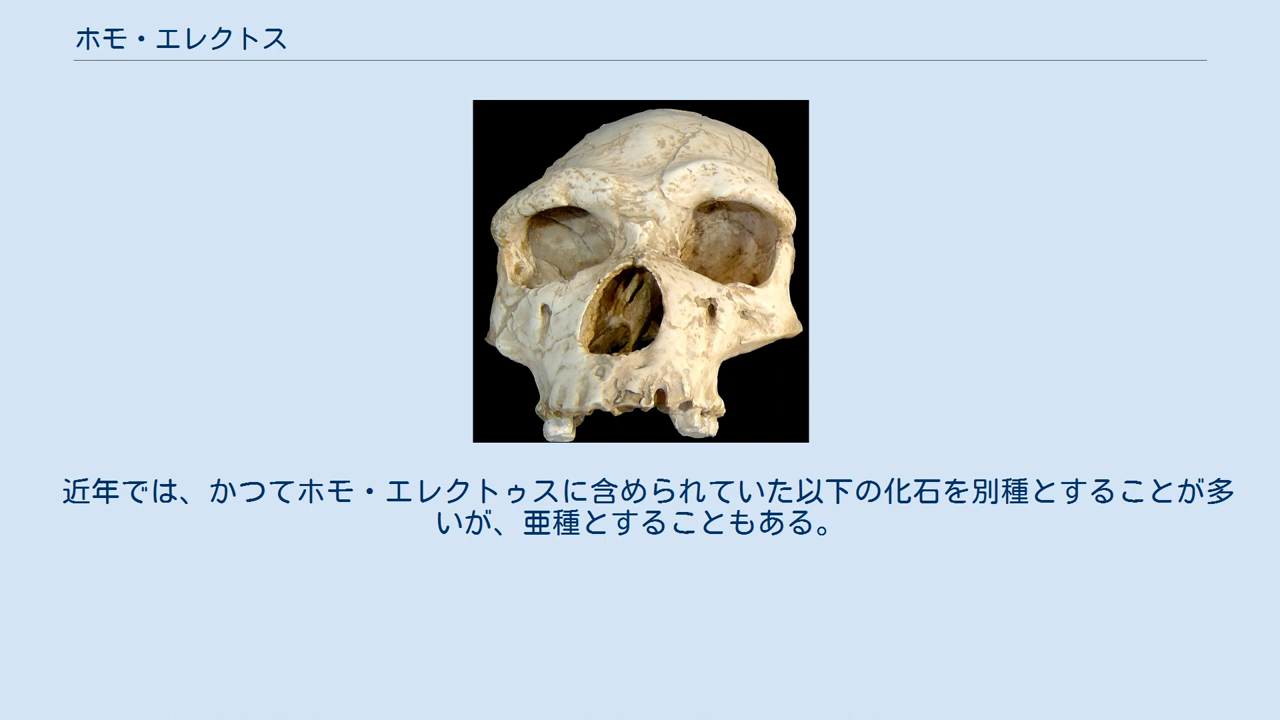 ホモ・エレクトス
近年では、かつてホモ・エレクトゥスに含められていた以下の化石を別種とすることが多
いが、亜種とすることもある。